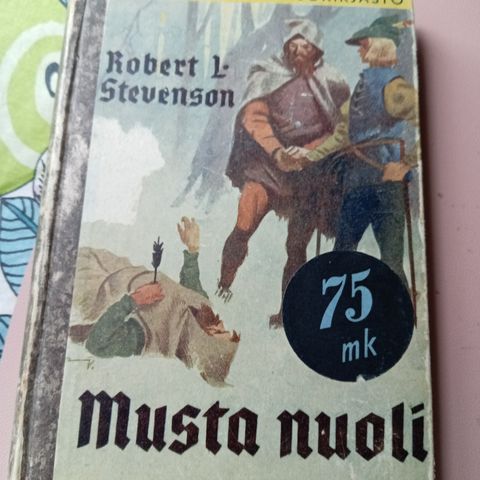 Robert L.
Stevenson
75
mk
Musta nuoli